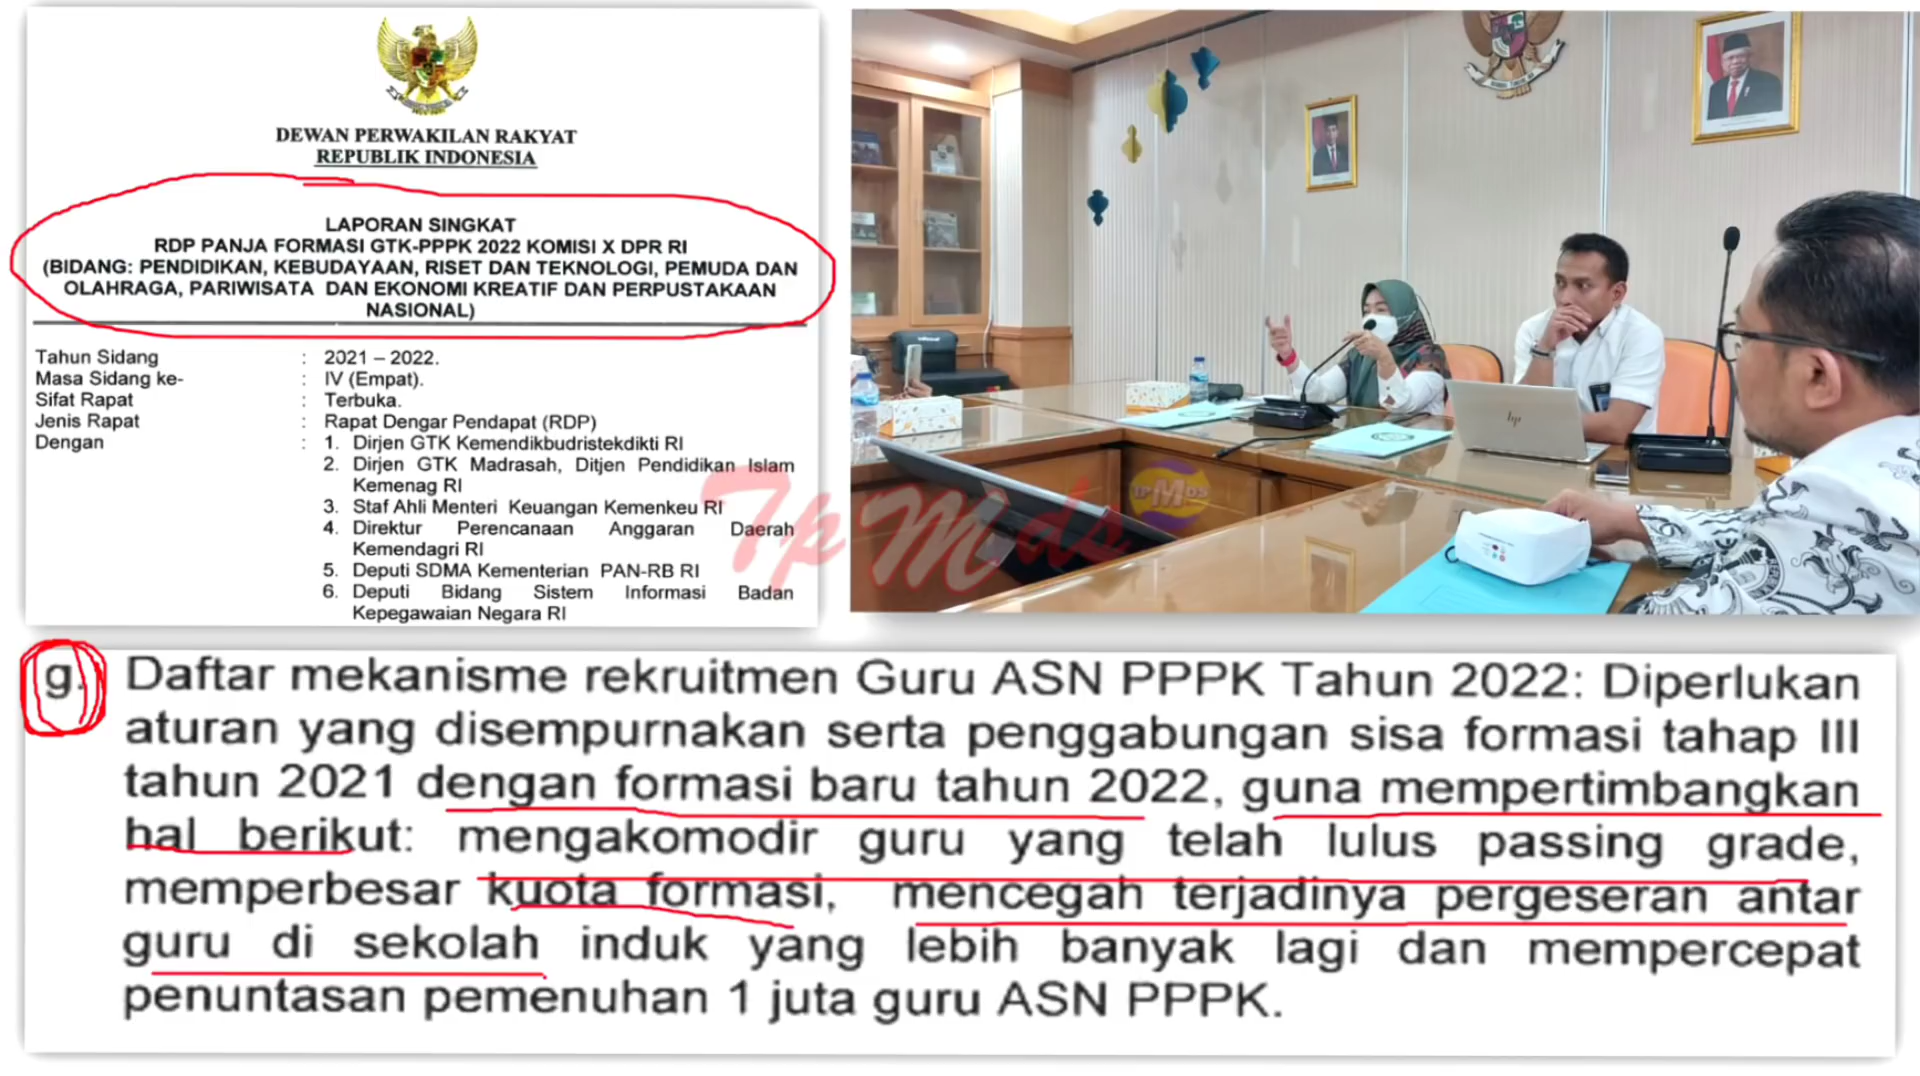 DEWAN PERWAKILAN RAKYAT
REPUBLIK INDONESIA
LAPORAN SINGKAT
RDP PANJA FORMASI GTK-PPPK 2022 KOMISI X DPR RI
(BIDANG: PENDIDIKAN, KEBUDAYAAN, RISET DAN TEKNOLOGI, PEMUDA DAN
OLAHRAGA, PARIWISATA DAN EKONOMI KREATIF DAN PERPUSTAKAAN
NASIONAL)
Tahun Sidang : 2021 – 2022.
Masa Sidang ke- : IV (Empat).
Sifat Rapat : Terbuka.
Jenis Rapat : Rapat Dengar Pendapat (RDP)
Dengan : 1. Dirjen GTK Kemendikbudristekdikti RI
2. Dirjen GTK Madrasah, Ditjen Pendidikan Islam
Kemenag RI
3. Staf Ahli Menteri Keuangan Kemenkeu RI
4. Direktur Perencanaan Anggaran Daerah
Kemendagri RI
5. Deputi SDMA Kementerian PAN-RB RI
6. Deputi Bidang Sistem Informasi Badan
Kepegawaian Negara RI
TpMds
TPMDS
hp
g. Daftar mekanisme rekruitmen Guru ASN PPPK Tahun 2022: Diperlukan
aturan yang disempurnakan serta penggabungan sisa formasi tahap III
tahun 2021 dengan formasi baru tahun 2022, guna mempertimbangkan
hal berikut: mengakomodir guru yang telah lulus passing grade,
memperbesar kuota formasi, mencegah terjadinya pergeseran antar
guru di sekolah induk yang lebih banyak lagi dan mempercepat
penuntasan pemenuhan 1 juta guru ASN PPPK.